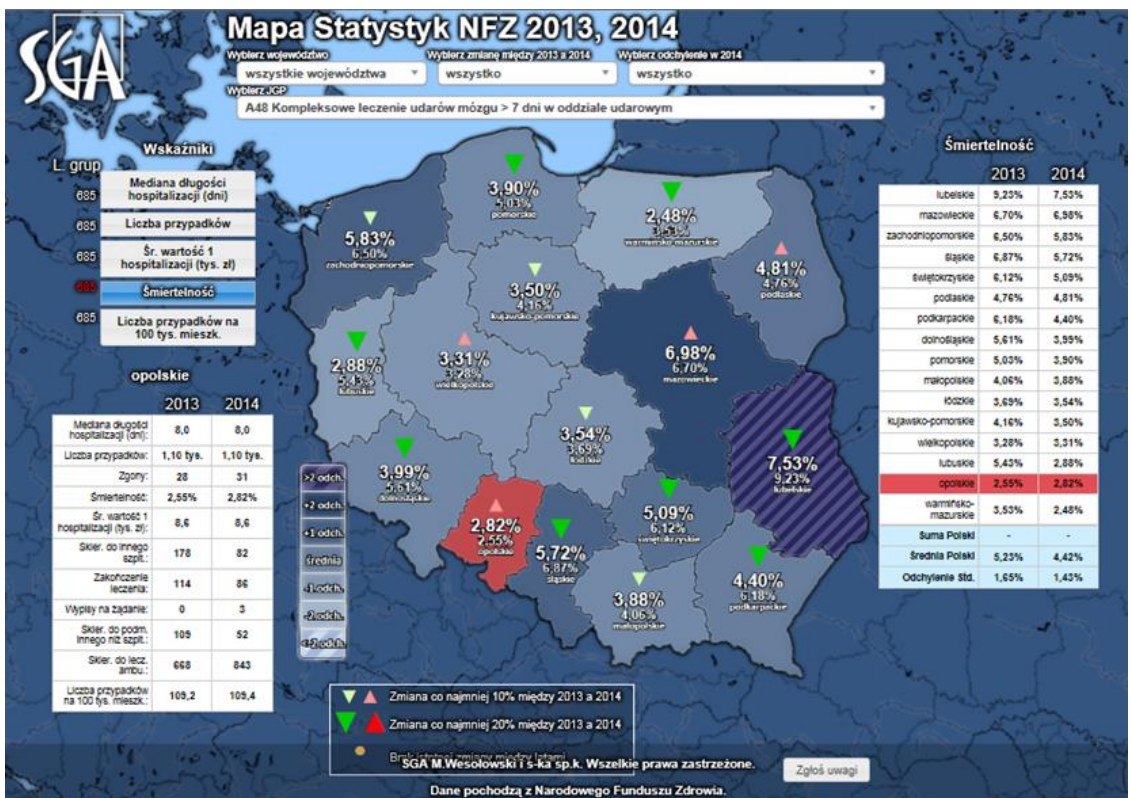 SGA
Mapa Statystyk NFZ 2013, 2014
Wybierz województwo Wybierz zmianę między 2013 a 2014 Wybierz odchylenie w 2014
wszystkie województwa wszystko wszystko
Wybierz JGP
A48 Kompleksowe leczenie udarów mózgu > 7 dni w oddziale udarowym
Wskaźniki
L. grup
685 Mediana długości
hospitalizacji (dni)
685 Liczba przypadków
685 Śr. wartość 1
hospitalizacji (tys. zł)
685 Śmiertelność
685 Liczba przypadków na
100 tys. mieszk.
opolskie
2013 2014
Mediana długości
hospitalizacji (dni): 8,0 8,0
Liczba przypadków: 1,10 tys. 1,10 tys.
Zgony: 28 31
Śmiertelność: 2,55% 2,82%
Śr. wartość 1
hospitalizacji (tys. zł): 8,6 8,6
Skier. do innego
szpit.: 178 82
Zakończenie
leczenia: 114 86
Wypisy na żądanie: 0 3
Skier. do podm.
innego niż szpit.: 109 52
Skier. do lecz.
ambu.: 668 843
Liczba przypadków
na 100 tys. mieszk.: 109,2 109,4
3,90%
5,03%
pomorskie
2,48%
3,53%
warmińsko-mazurskie
5,83%
6,50%
zachodniopomorskie
4,81%
4,76%
podlaskie
3,50%
4,16%
kujawsko-pomorskie
2,88%
5,43%
lubuskie
3,31%
3,28%
wielkopolskie
6,98%
6,70%
mazowieckie
3,54%
3,69%
łódzkie
7,53%
9,23%
lubelskie
3,99%
5,61%
dolnośląskie
2,82%
2,55%
opolskie
5,72%
6,87%
śląskie
5,09%
6,12%
świętokrzyskie
3,88%
4,06%
małopolskie
4,40%
6,18%
podkarpackie
>2 odch.
+2 odch.
+1 odch.
średnia
-1 odch.
-2 odch.
<-2 odch.
Zmiana co najmniej 10% między 2013 a 2014
Zmiana co najmniej 20% między 2013 a 2014
Brak istotnej zmiany między latami
Śmiertelność
2013 2014
lubelskie 9,23% 7,53%
mazowieckie 6,70% 6,98%
zachodniopomorskie 6,50% 5,83%
śląskie 6,87% 5,72%
świętokrzyskie 6,12% 5,09%
podlaskie 4,76% 4,81%
podkarpackie 6,18% 4,40%
dolnośląskie 5,61% 3,99%
pomorskie 5,03% 3,90%
małopolskie 4,06% 3,88%
łódzkie 3,69% 3,54%
kujawsko-pomorskie 4,16% 3,50%
wielkopolskie 3,28% 3,31%
lubuskie 5,43% 2,88%
opolskie 2,55% 2,82%
warmińsko-
mazurskie 3,53% 2,48%
Suma Polski - -
Średnia Polski 5,23% 4,42%
Odchylenie Std. 1,65% 1,43%
SGA M.Wesołowski i s-ka sp.k. Wszelkie prawa zastrzeżone.
Zgłoś uwagi
Dane pochodzą z Narodowego Funduszu Zdrowia.